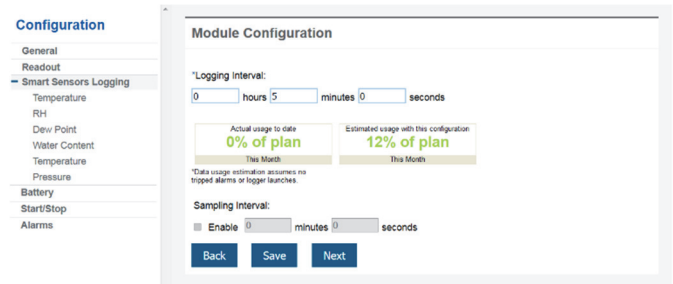 Configuration
General
Readout
Smart Sensors Logging
Temperature
RH
Dew Point
Water Content
Temperature
Pressure
Battery
Start/Stop
Alarms
Module Configuration
*Logging Interval:
0 hours 5 minutes 0 seconds
Actual usage to date
0% of plan
This Month
Estimated usage with this configuration
12% of plan
This Month
*Data usage estimation assumes no
tripped alarms or logger launches.
Sampling Interval:
Enable 0 minutes 0 seconds
Back Save Next